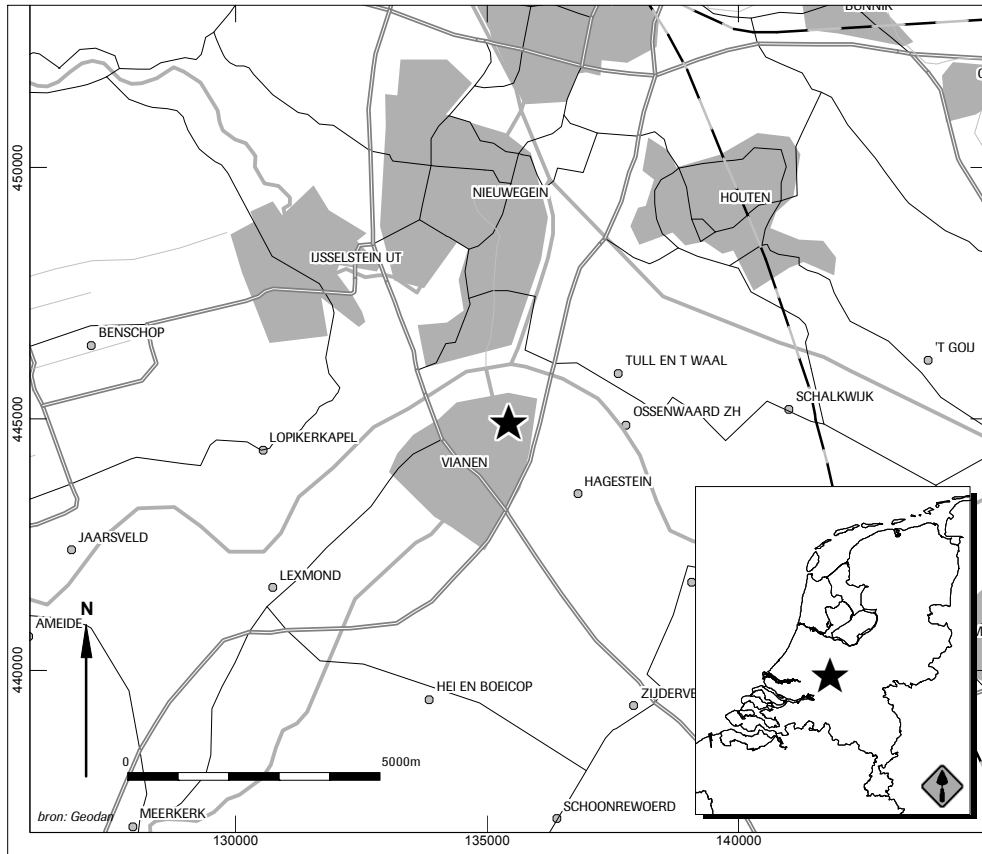 BUNNIK
450000
NIEUWEGEIN
HOUTEN
IJSSELSTEIN UT
BENSCHOP
'T GOIJ
TULL EN T WAAL
SCHALKWIJK
445000
OSSENWAARD ZH
LOPIKERKAPEL
VIANEN
HAGESTEIN
JAARSVELD
LEXMOND
N
AMEIDE
440000
HEI EN BOEICOP
ZIJDERVE
0
5000m
SCHOONREWOERD
bron: Geodan
MEERKERK
130000
135000
140000